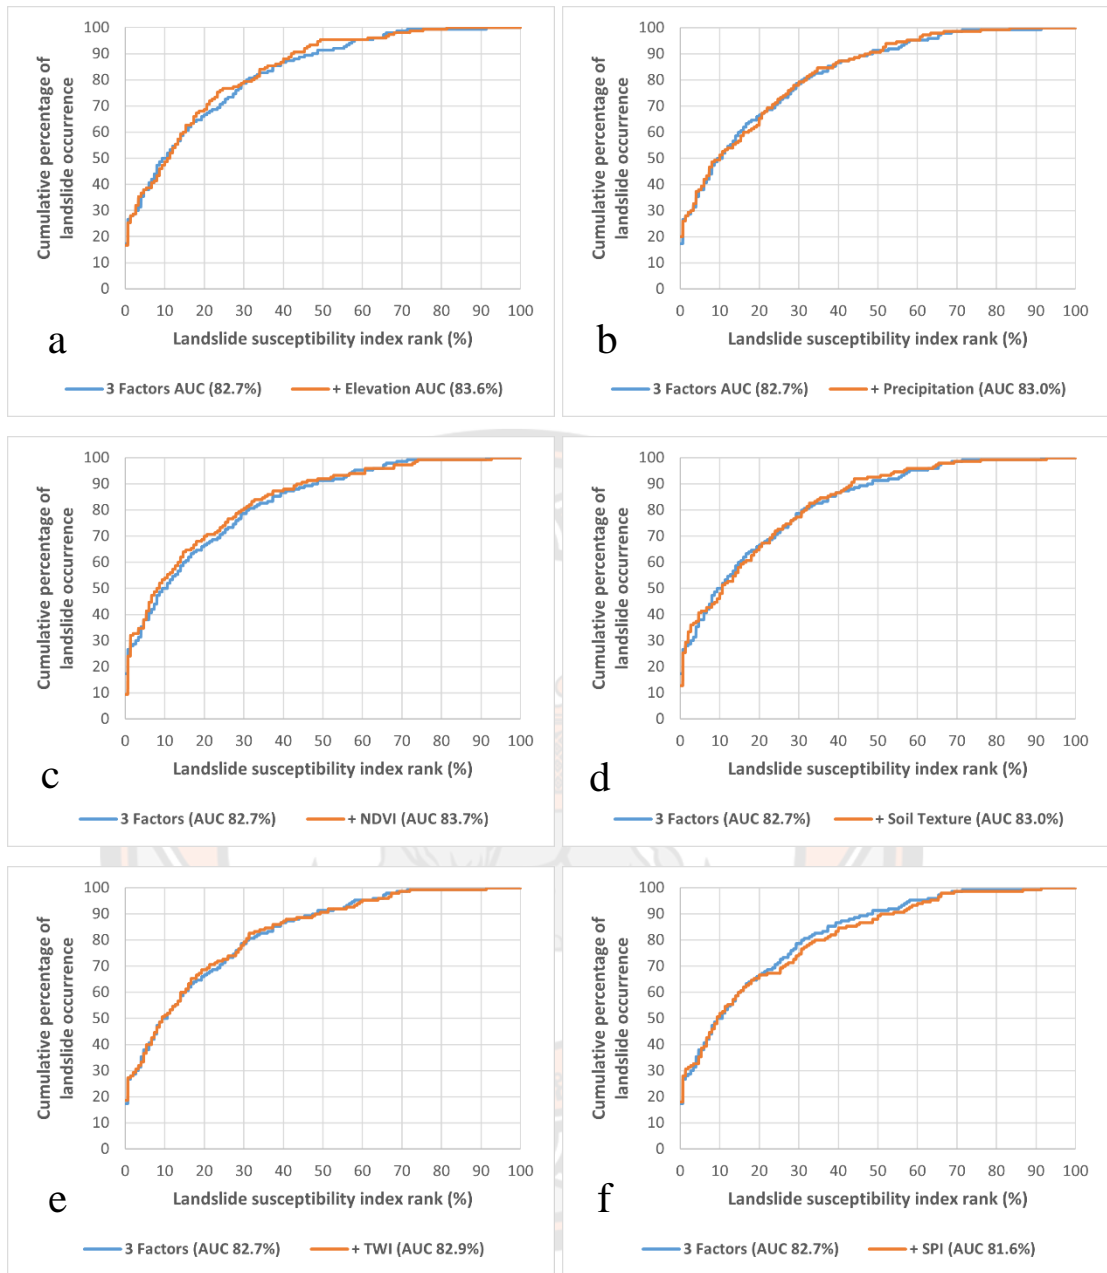 Cumulative percentage of
landslide occurrence
100
90
80
70
60
50
40
30
20
10
0
0 10 20 30 40 50 60 70 80 90 100
Landslide susceptibility index rank (%)
a
3 Factors AUC (82.7%) + Elevation AUC (83.6%)
Cumulative percentage of
landslide occurrence
100
90
80
70
60
50
40
30
20
10
0
0 10 20 30 40 50 60 70 80 90 100
Landslide susceptibility index rank (%)
b
3 Factors AUC (82.7%) + Precipitation (AUC 83.0%)
Cumulative percentage of
landslide occurrence
100
90
80
70
60
50
40
30
20
10
0
0 10 20 30 40 50 60 70 80 90 100
Landslide susceptibility index rank (%)
c
3 Factors (AUC 82.7%) + NDVI (AUC 83.7%)
Cumulative percentage of
landslide occurrence
100
90
80
70
60
50
40
30
20
10
0
0 10 20 30 40 50 60 70 80 90 100
Landslide susceptibility index rank (%)
d
3 Factors (AUC 82.7%) + Soil Texture (AUC 83.0%)
Cumulative percentage of
landslide occurrence
100
90
80
70
60
50
40
30
20
10
0
0 10 20 30 40 50 60 70 80 90 100
Landslide susceptibility index rank (%)
e
3 Factors (AUC 82.7%) + TWI (AUC 82.9%)
Cumulative percentage of
landslide occurrence
100
90
80
70
60
50
40
30
20
10
0
0 10 20 30 40 50 60 70 80 90 100
Landslide susceptibility index rank (%)
f
3 Factors (AUC 82.7%) + SPI (AUC 81.6%)